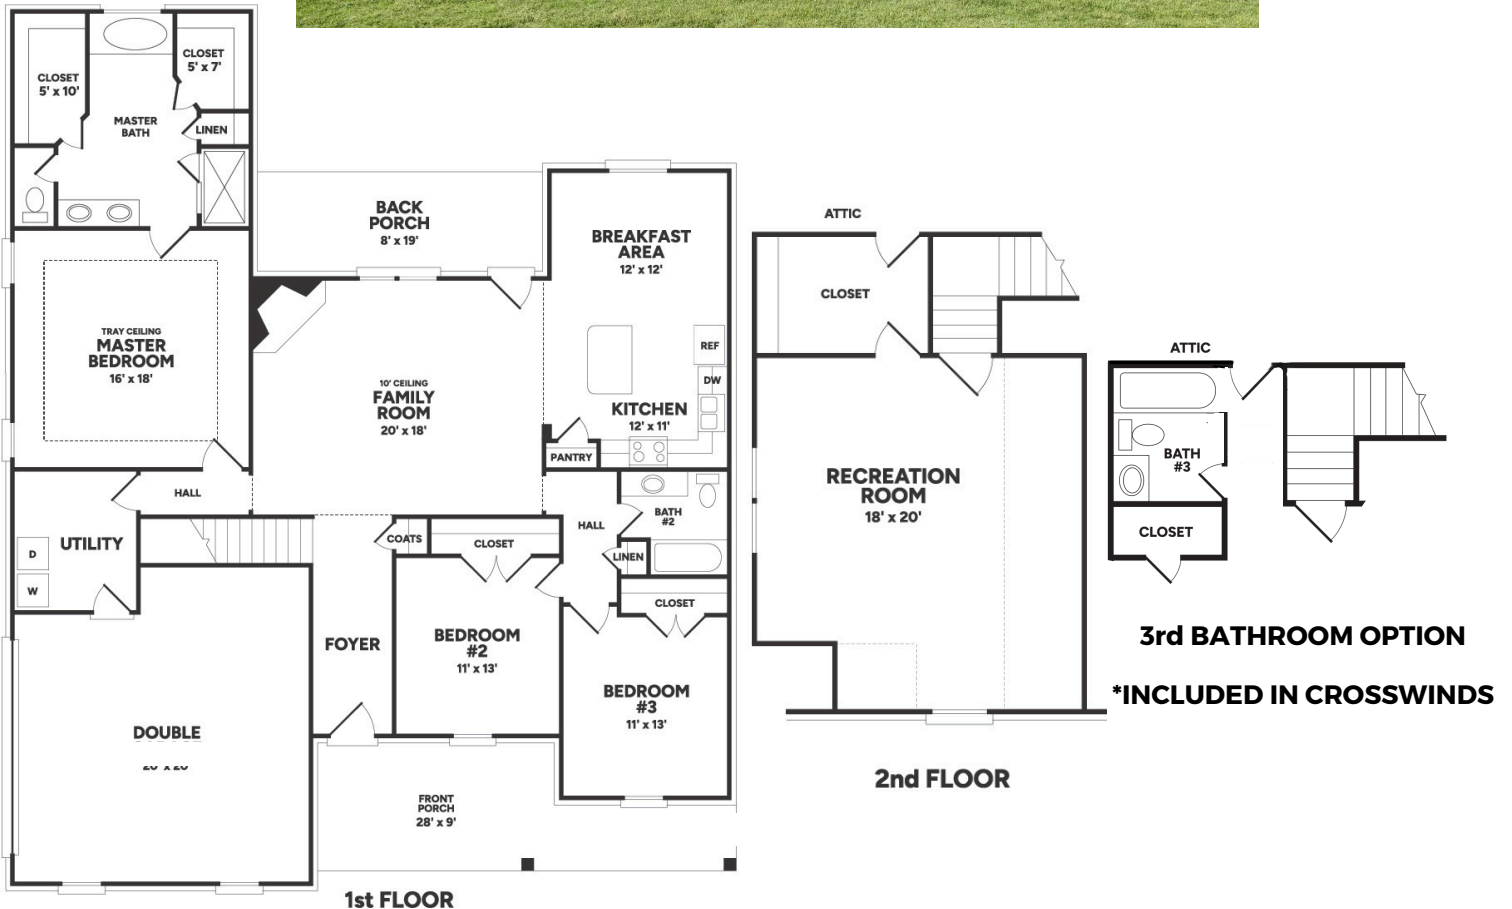 CLOSET
5' x 10'
CLOSET
5' x 7'
MASTER
BATH
LINEN
BACK
PORCH
8' x 19'
BREAKFAST
AREA
12' x 12'
TRAY CEILING
MASTER
BEDROOM
16' x 18'
10' CEILING
FAMILY
ROOM
20' x 18'
REF
DW
KITCHEN
12' x 11'
PANTRY
HALL
UTILITY
D
W
COATS
CLOSET
HALL
BATH
#2
LINEN
CLOSET
FOYER
BEDROOM
#2
11' x 13'
BEDROOM
#3
11' x 13'
DOUBLE
FRONT
PORCH
28' x 9'
1st FLOOR
ATTIC
CLOSET
RECREATION
ROOM
18' x 20'
2nd FLOOR
ATTIC
BATH
#3
CLOSET
3rd BATHROOM OPTION
*INCLUDED IN CROSSWINDS